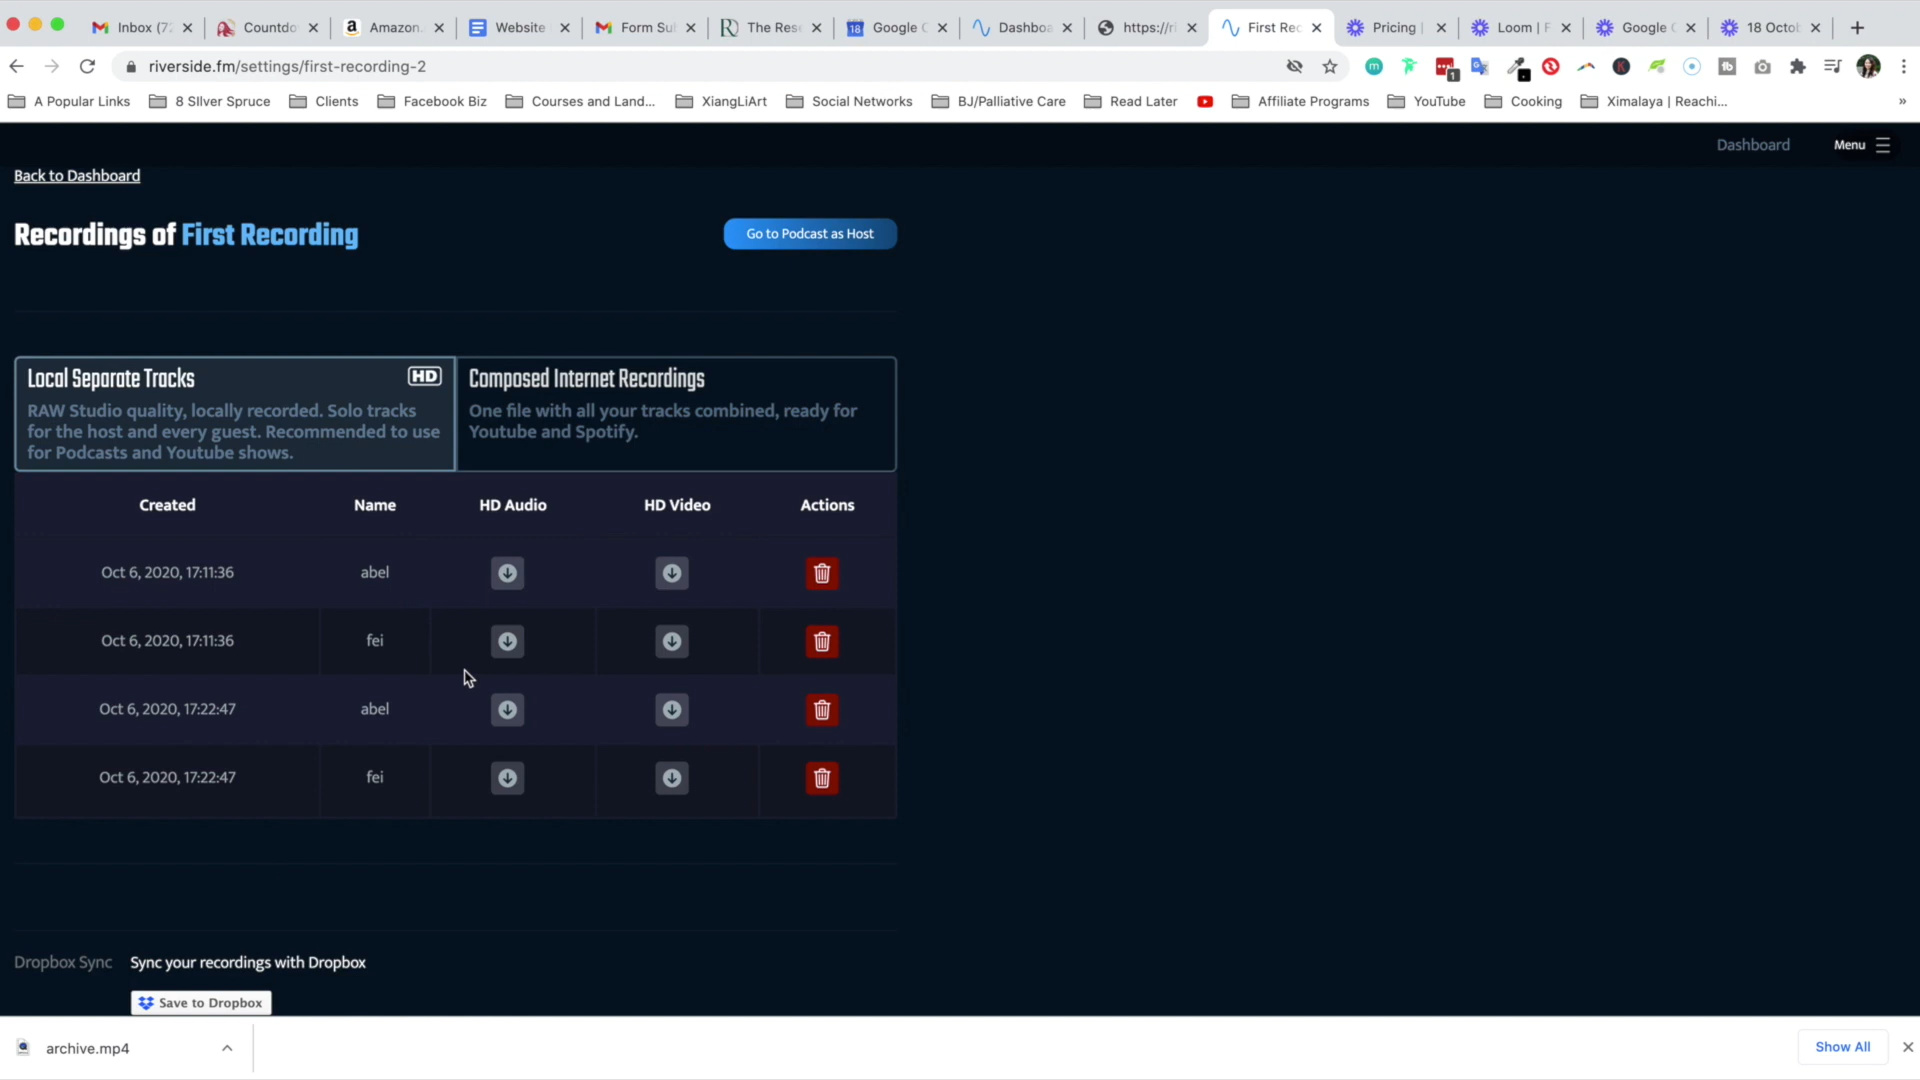 Inbox (72
Countdo
Amazon.
Website
Form Sul
The Rese
Google C
Dashboa
https://ri
First Rec
Pricing |
Loom | F
Google C
18 Octob
riverside.fm/settings/first-recording-2
1
A Popular Links
8 SIlver Spruce
Clients
Facebook Biz
Courses and Land...
XiangLiArt
Social Networks
BJ/Palliative Care
Read Later
Affiliate Programs
YouTube
Cooking
Ximalaya | Reachi...
»
Dashboard
Menu
Back to Dashboard
Recordings of First Recording
Go to Podcast as Host
Local Separate Tracks
HD
RAW Studio quality, locally recorded. Solo tracks
for the host and every guest. Recommended to use
for Podcasts and Youtube shows.
Composed Internet Recordings
One file with all your tracks combined, ready for
Youtube and Spotify.
Created Name HD Audio HD Video Actions
Oct 6, 2020, 17:11:36 abel
Oct 6, 2020, 17:11:36 fei
Oct 6, 2020, 17:22:47 abel
Oct 6, 2020, 17:22:47 fei
Dropbox Sync Sync your recordings with Dropbox
Save to Dropbox
archive.mp4
Show All